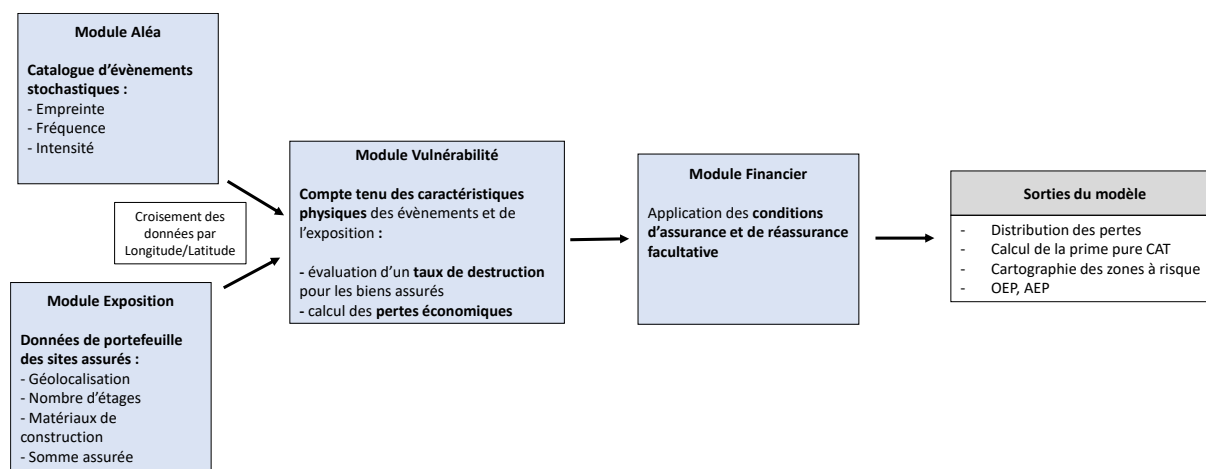 Module Aléa
Catalogue d'évènements
stochastiques :
- Empreinte
- Fréquence
- Intensité
Croisement des
données par
Longitude/Latitude
Module Exposition
Données de portefeuille
des sites assurés :
- Géolocalisation
- Nombre d'étages
- Matériaux de
construction
- Somme assurée
Module Vulnérabilité
Compte tenu des caractéristiques
physiques des évènements et de
l'exposition :
- évaluation d'un taux de destruction
pour les biens assurés
- calcul des pertes économiques
Module Financier
Application des conditions
d'assurance et de réassurance
facultative
Sorties du modèle
- Distribution des pertes
- Calcul de la prime pure CAT
- Cartographie des zones à risque
- OEP, AEP